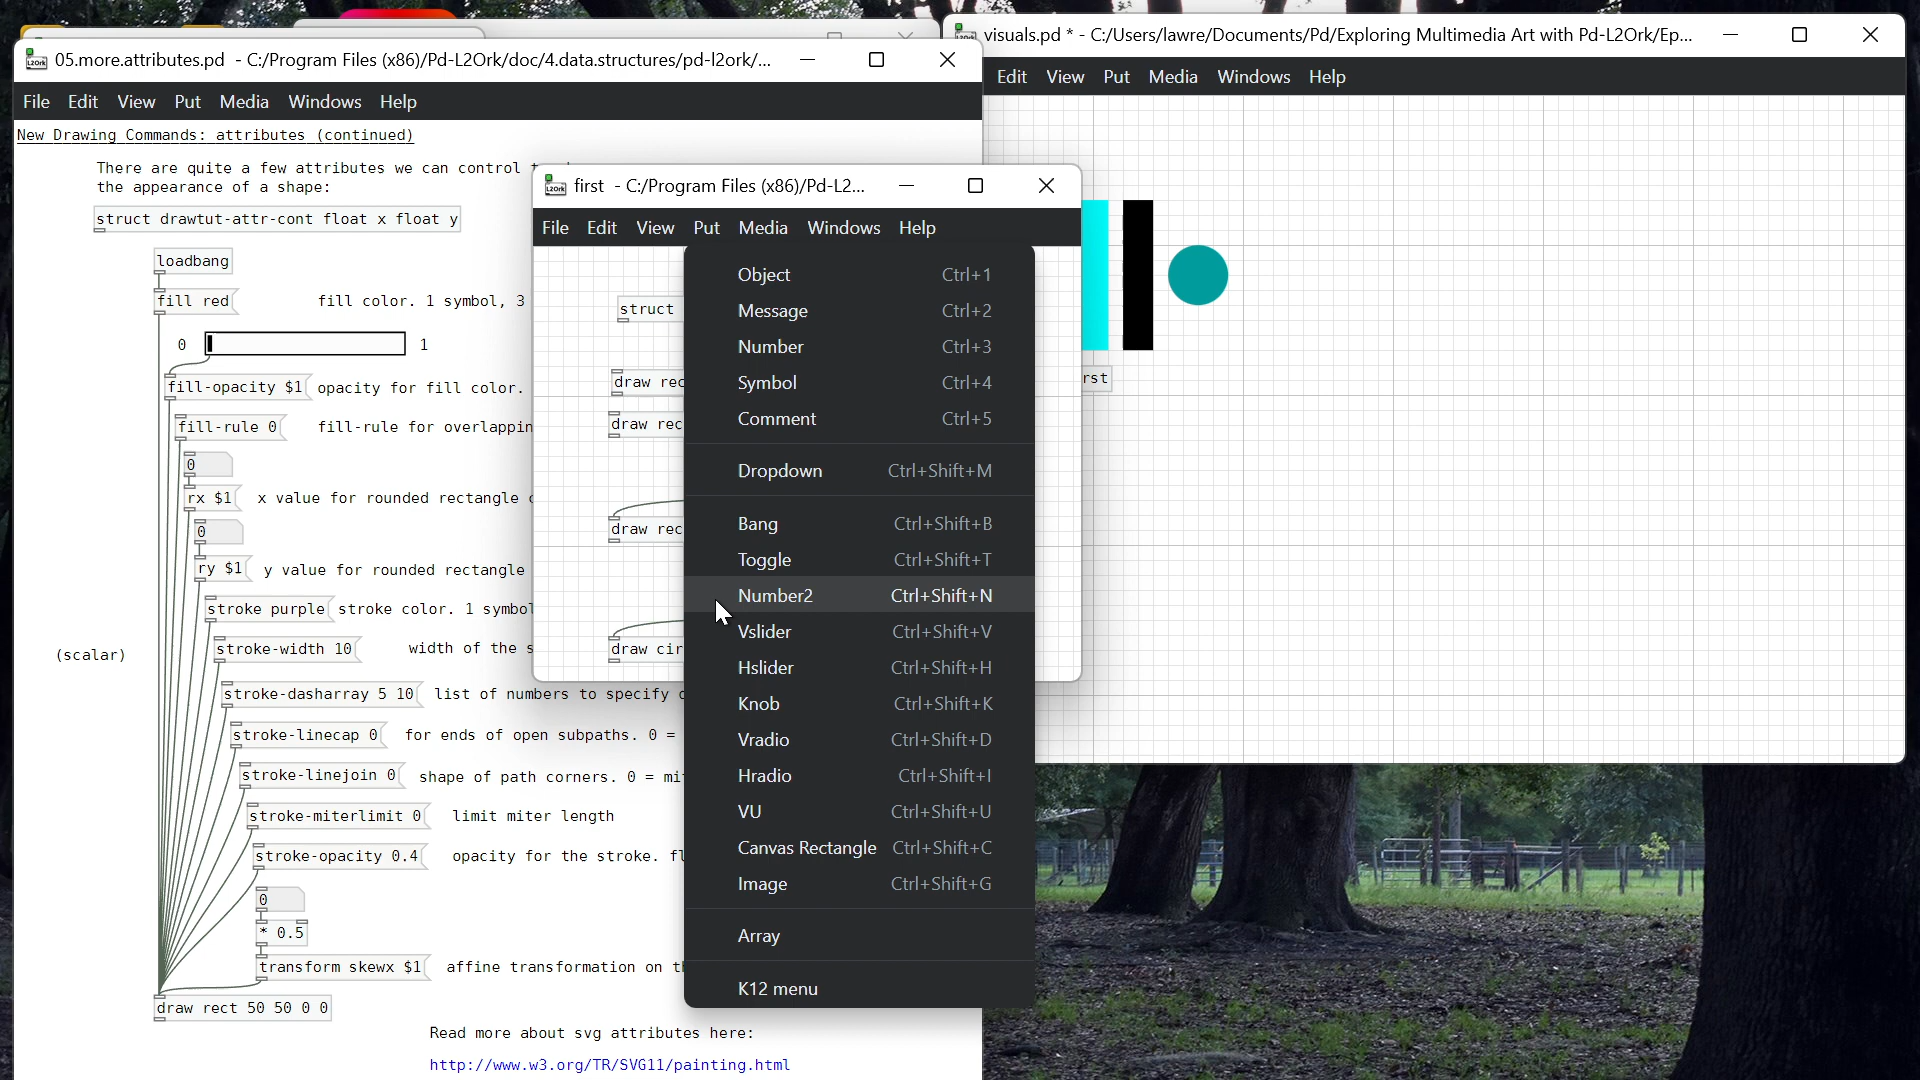 05.more.attributes.pd - C:/Program Files (x86)/Pd-L2Ork/doc/4.data.structures/pd-l2ork/...
File Edit View Put Media Windows Help
New Drawing Commands: attributes (continued)
There are quite a few attributes we can control
the appearance of a shape:
struct drawtut-attr-cont float x float y
loadbang
fill red
fill color. 1 symbol, 3
0
1
fill-opacity $1
opacity for fill color.
fill-rule 0
fill-rule for
0
rx $1
x value for rounded rectangle
0
ry $1
y value for rounded rectangle
stroke purple
stroke color. 1 symbol
(scalar)
stroke-width 10
width of the
stroke-dasharray 5 10
list of numbers to specify
stroke-linecap 0
for ends of open subpaths. 0 =
stroke-linejoin 0
shape of path corners. 0 =
stroke-miterlimit 0
limit miter length
stroke-opacity 0.4
opacity for the stroke.
0
* 0.5
transform skewx $1
affine transformation on
draw rect 50 50 0 0
Read more about svg attributes here:
http://www.w3.org/TR/SVG11/painting.html
first - C:/Program Files (x86)/Pd-L2...
File Edit View Put Media Windows Help
struct
draw rec
draw rec
draw rec
draw cir
Object Ctrl+1
Message Ctrl+2
Number Ctrl+3
Symbol Ctrl+4
Comment Ctrl+5
Dropdown Ctrl+Shift+M
Bang Ctrl+Shift+B
Toggle Ctrl+Shift+T
Number2 Ctrl+Shift+N
Vslider Ctrl+Shift+V
Hslider Ctrl+Shift+H
Knob Ctrl+Shift+K
Vradio Ctrl+Shift+D
Hradio Ctrl+Shift+I
VU Ctrl+Shift+U
Canvas Rectangle Ctrl+Shift+C
Image Ctrl+Shift+G
Array
K12 menu
visuals.pd * - C:/Users/lawre/Documents/Pd/Exploring Multimedia Art with Pd-L2Ork/Ep...
Edit View Put Media Windows Help
rst